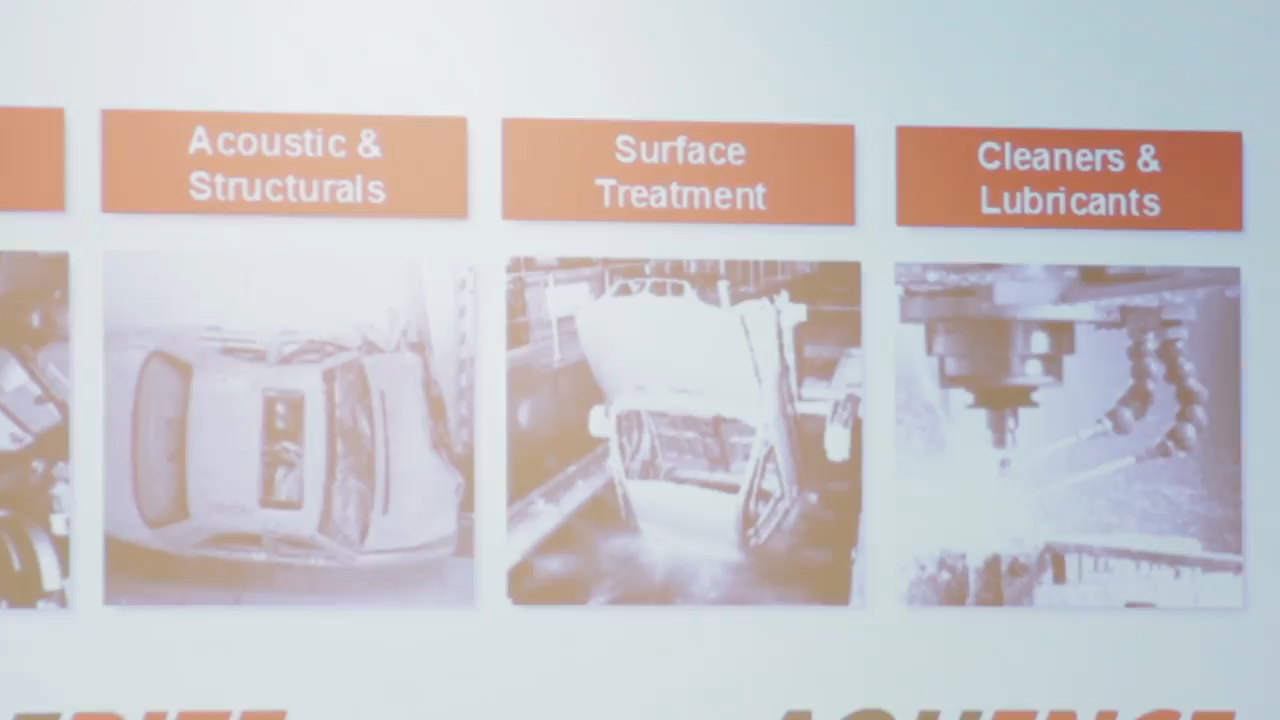 Acoustic &
Structurals
Surface
Treatment
Cleaners &
Lubricants